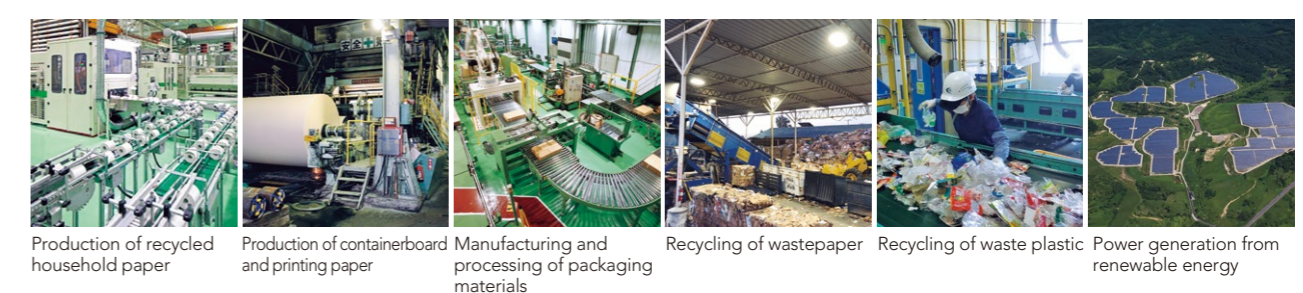 安全
Production of recycled
household paper
Production of containerboard
and printing paper
Manufacturing and
processing of packaging
materials
Recycling of wastepaper
Recycling of waste plastic
Power generation from
renewable energy